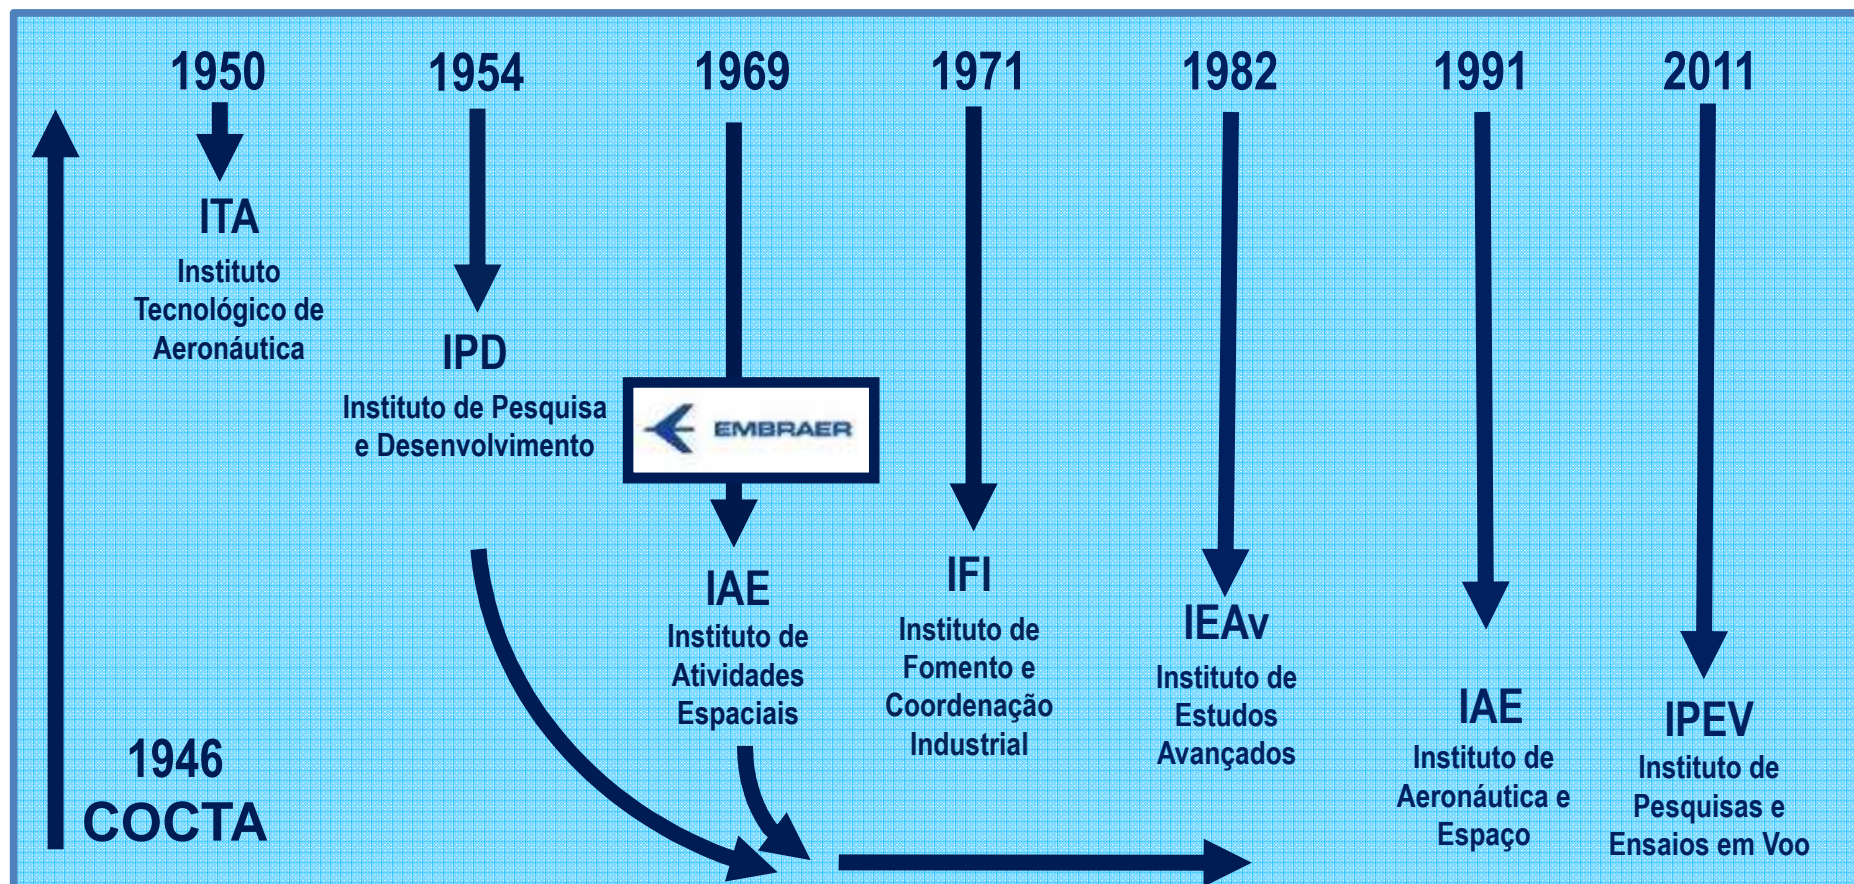 1950
ITA
Instituto
Tecnológico de
Aeronáutica
1954
IPD
Instituto de Pesquisa
e Desenvolvimento
1969
EMBRAER
IAE
Instituto de
Atividades
Espaciais
1971
IFI
Instituto de
Fomento e
Coordenação
Industrial
1982
IEAv
Instituto de
Estudos
Avançados
1991
IAE
Instituto de
Aeronáutica e
Espaço
2011
IPEV
Instituto de
Pesquisas e
Ensaios em Voo
1946
COCTA